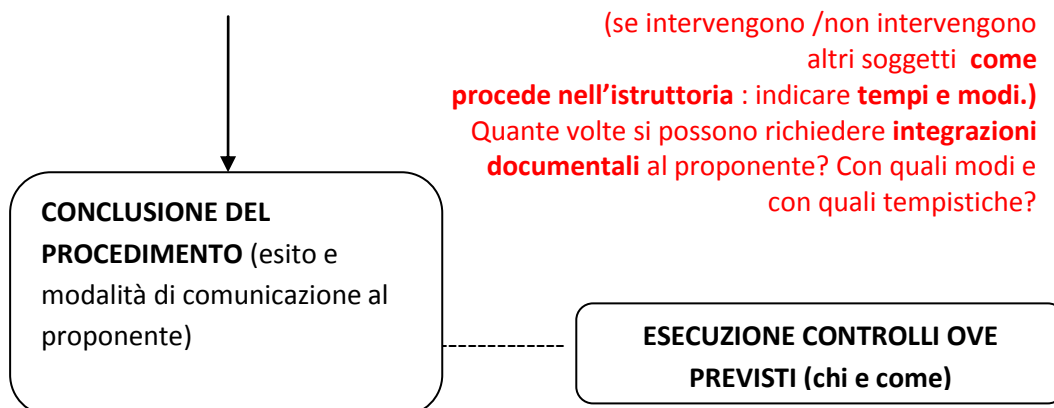 (se intervengono /non intervengono
altri soggetti come
procede nell’istruttoria : indicare tempi e modi.)
Quante volte si possono richiedere integrazioni
documentali al proponente? Con quali modi e
con quali tempistiche?
CONCLUSIONE DEL
PROCEDIMENTO (esito e
modalità di comunicazione al
proponente)
ESECUZIONE CONTROLLI OVE
PREVISTI (chi e come)